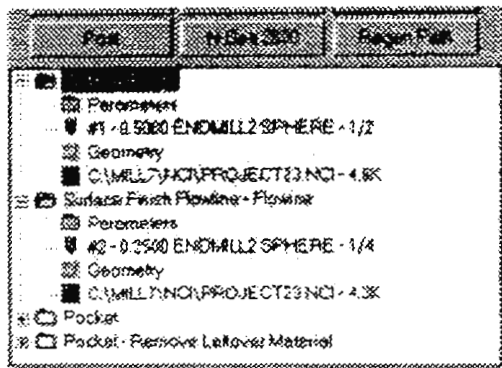 Post
Regen Path
Parameters
#1 - 0.5000 ENDMILL2 SPHERE - 1/2
Geometry
C:\MILL7\NCI\PROJECT23.NCI - 4.6K
Surface Finish Flowline - Flowline
Parameters
#2 - 0.2500 ENDMILL2 SPHERE - 1/4
Geometry
C:\MILL7\NCI\PROJECT23.NCI - 4.3K
Pocket
Pocket - Remove Leftover Material